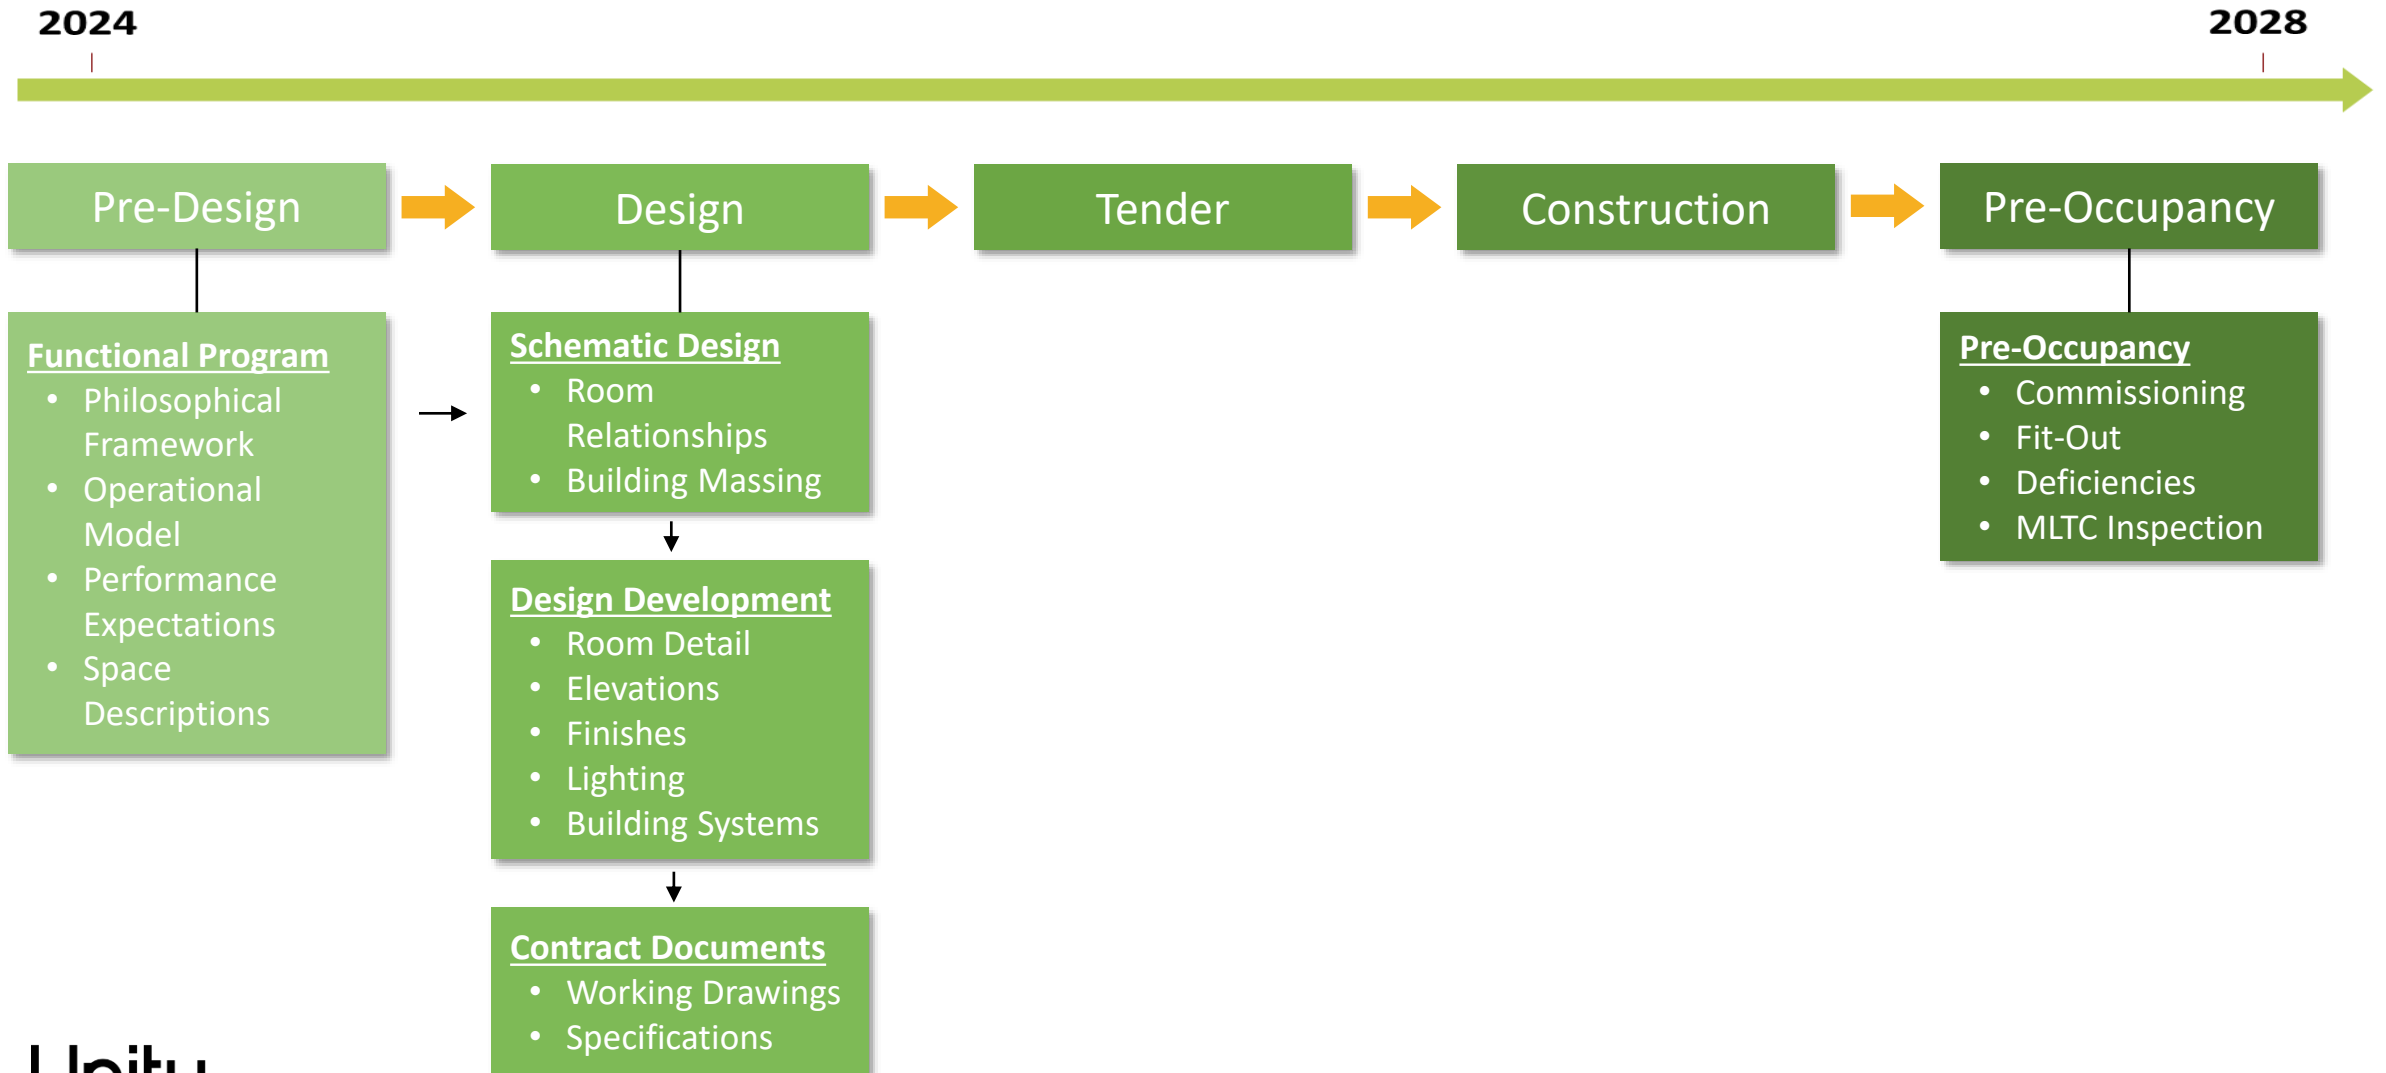 2024
2028
Pre-Design
Design
Tender
Construction
Pre-Occupancy
Functional Program
• Philosophical
Framework
• Operational
Model
• Performance
Expectations
• Space
Descriptions
Schematic Design
• Room
Relationships
• Building Massing
Design Development
• Room Detail
• Elevations
• Finishes
• Lighting
• Building Systems
Contract Documents
• Working Drawings
• Specifications
Pre-Occupancy
• Commissioning
• Fit-Out
• Deficiencies
• MLTC Inspection
Unity